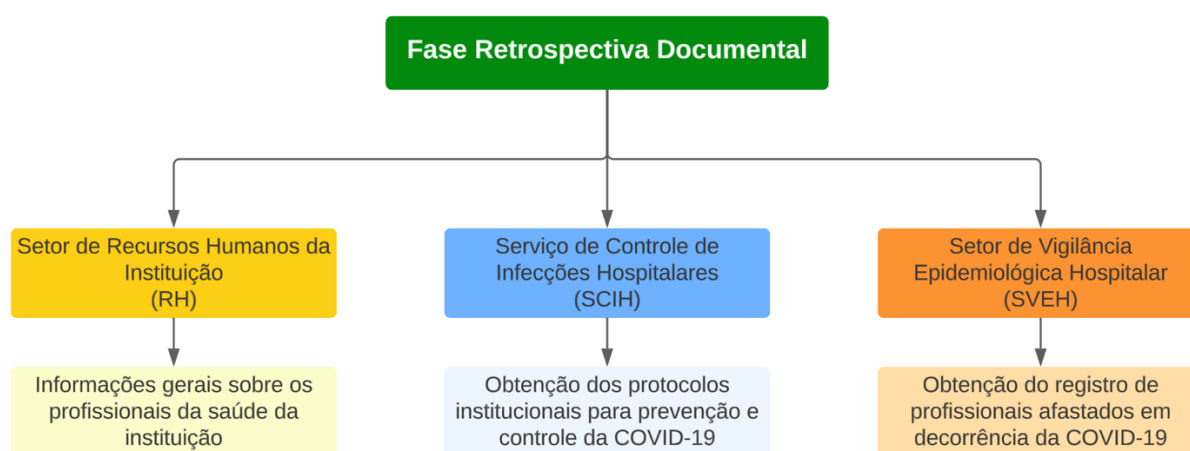 Fase Retrospectiva Documental
Setor de Recursos Humanos da
Instituição
(RH)
Serviço de Controle de
Infecções Hospitalares
(SCIH)
Setor de Vigilância
Epidemiológica Hospitalar
(SVEH)
Informações gerais sobre os
profissionais da saúde da
instituição
Obtenção dos protocolos
institucionais para prevenção e
controle da COVID-19
Obtenção do registro de
profissionais afastados em
decorrência da COVID-19